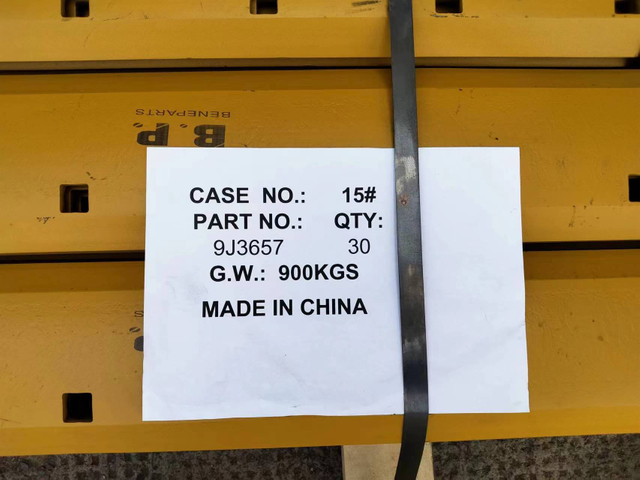 BENEPARTS
B.P.
CASE NO.: 15#
PART NO.: QTY:
9J3657 30
G.W.: 900KGS
MADE IN CHINA